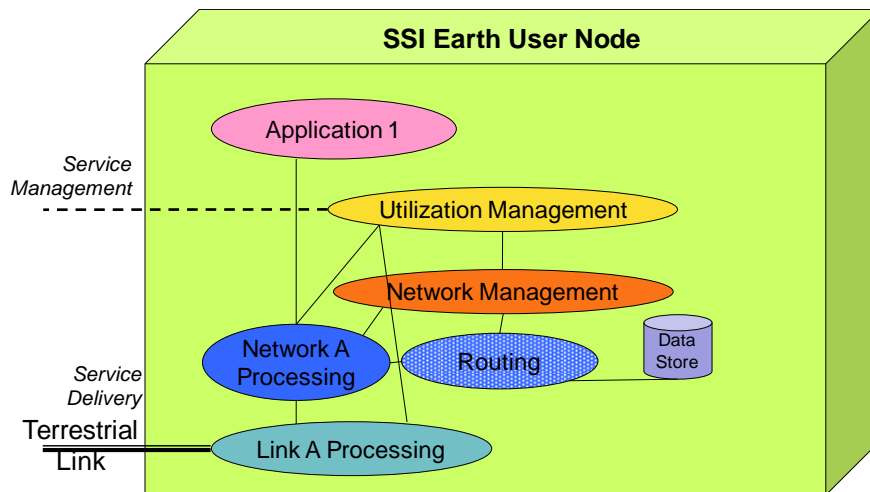 SSI Earth User Node
Application 1
Service
Management
Utilization Management
Network Management
Network A
Processing
Routing
Data
Store
Service
Delivery
Terrestrial
Link
Link A Processing